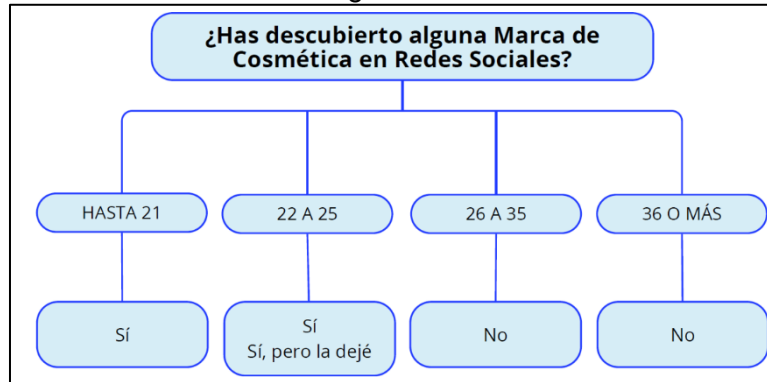 ¿Has descubierto alguna Marca de
Cosmética en Redes Sociales?
HASTA 21
22 A 25
26 A 35
36 O MÁS
Sí
Sí
Sí, pero la dejé
No
No